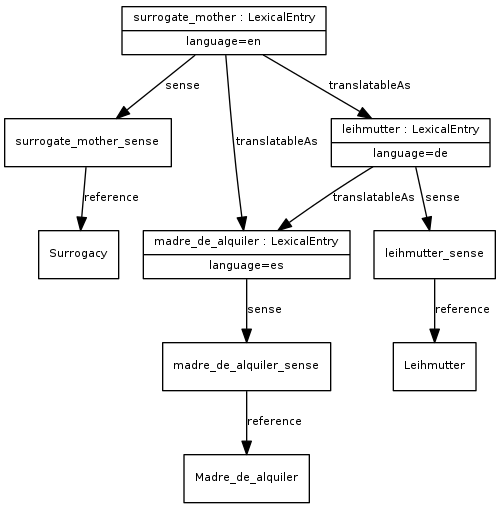 surrogate_mother : LexicalEntry
language=en
sense
translatableAs
surrogate_mother_sense
leihmutter : LexicalEntry
language=de
translatableAs
reference
translatableAs
sense
Surrogacy
madre_de_alquiler : LexicalEntry
language=es
leihmutter_sense
sense
reference
madre_de_alquiler_sense
Leihmutter
reference
Madre_de_alquiler